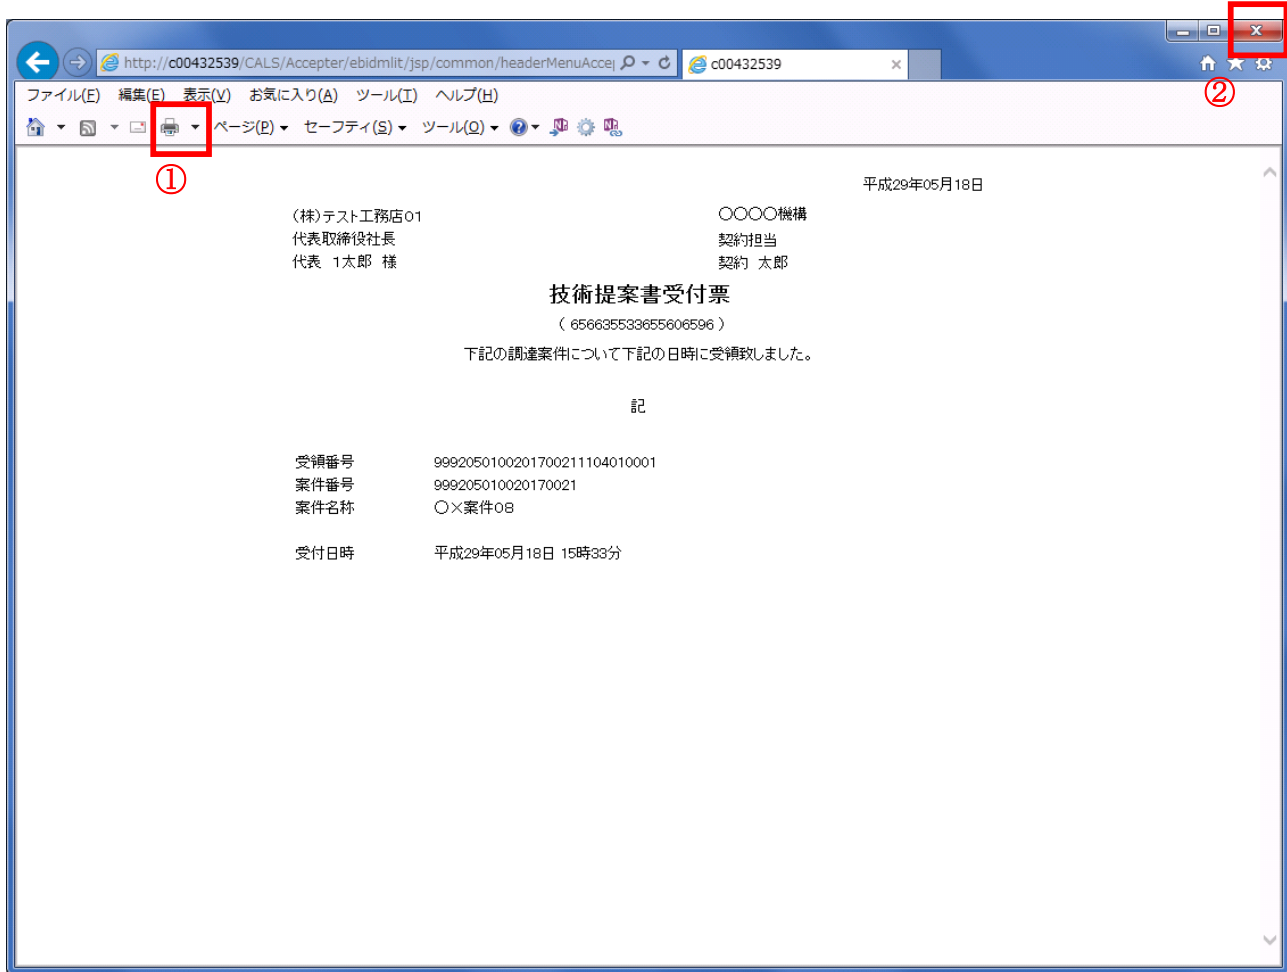 http://c00432539/CALS/Accepter/ebidmlit/jsp/common/headerMenuAccep
c00432539
ファイル(F) 編集(E) 表示(V) お気に入り(A) ツール(T) ヘルプ(H)
②
ページ(P) セーフティ(S) ツール(O)
①
平成29年05月18日
(株)テスト工務店01 〇〇〇〇機構
代表取締役社長 契約担当
代表 1太郎 様 契約 太郎
技術提案書受付票
( 656635533655606596 )
下記の調達案件について下記の日時に受領致しました。
記
受領番号 9992050100201700211104010001
案件番号 999205010020170021
案件名称 〇×案件08
受付日時 平成29年05月18日 15時33分